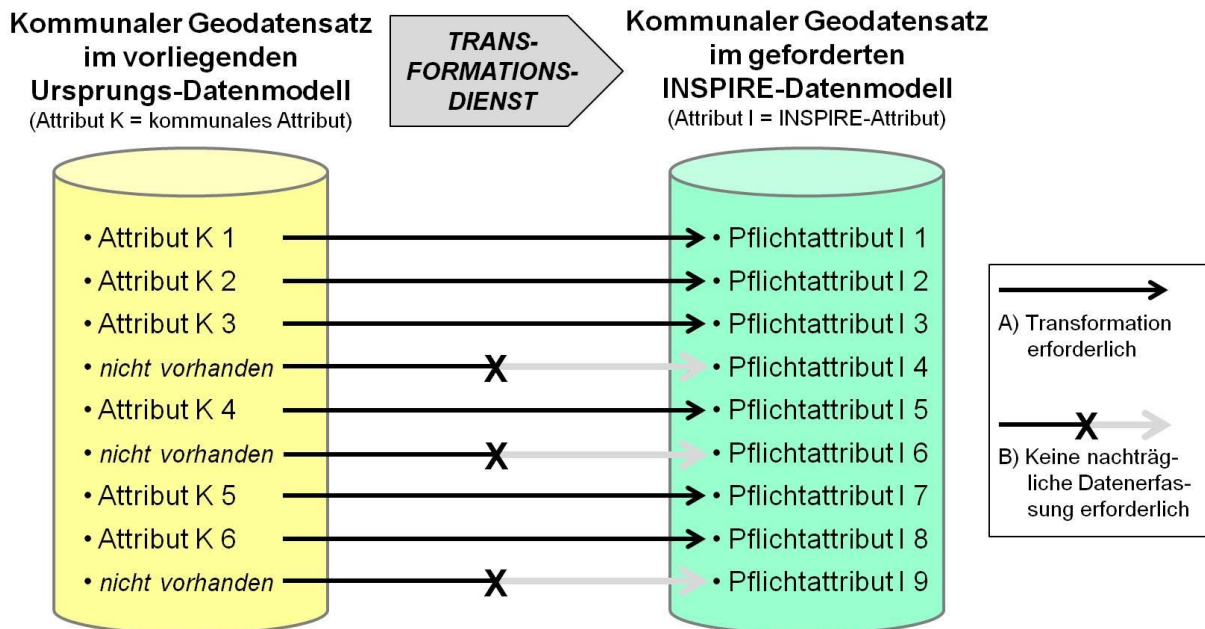 Kommunaler Geodatensatz
im vorliegenden
Ursprungs-Datenmodell
(Attribut K = kommunales Attribut)
TRANS-
FORMATIONS-
DIENST
Kommunaler Geodatensatz
im geforderten
INSPIRE-Datenmodell
(Attribut I = INSPIRE-Attribut)
• Attribut K 1
• Attribut K 2
• Attribut K 3
• nicht vorhanden
• Attribut K 4
• nicht vorhanden
• Attribut K 5
• Attribut K 6
• nicht vorhanden
X
X
X
• Pflichtattribut I 1
• Pflichtattribut I 2
• Pflichtattribut I 3
• Pflichtattribut I 4
• Pflichtattribut I 5
• Pflichtattribut I 6
• Pflichtattribut I 7
• Pflichtattribut I 8
• Pflichtattribut I 9
A) Transformation
erforderlich
X
B) Keine nachträg-
liche Datenerfas-
sung erforderlich